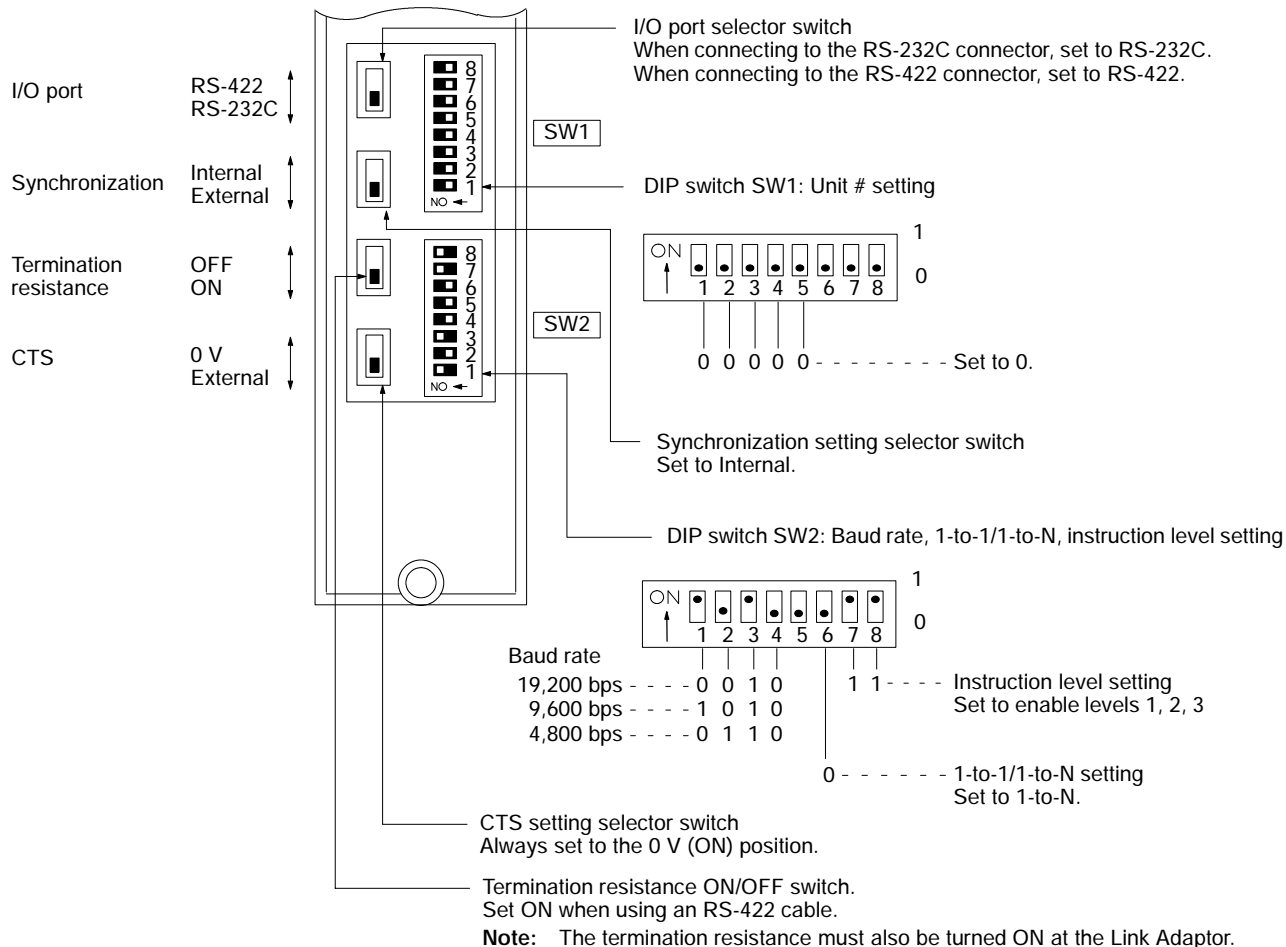 I/O port selector switch
When connecting to the RS-232C connector, set to RS-232C.
When connecting to the RS-422 connector, set to RS-422.
I/O port
RS-422
RS-232C
8
7
6
5
4
3
2
1
NO
SW1
Synchronization
Internal
External
DIP switch SW1: Unit # setting
ON
1
0
1 2 3 4 5 6 7 8
0 0 0 0 0 - - - - - - - - Set to 0.
Termination
resistance
OFF
ON
8
7
6
5
4
3
2
1
NO
SW2
CTS
0 V
External
Synchronization setting selector switch
Set to Internal.
DIP switch SW2: Baud rate, 1-to-1/1-to-N, instruction level setting
ON
1
0
1 2 3 4 5 6 7 8
Baud rate
19,200 bps - - - - 0 0 1 0
9,600 bps - - - - 1 0 1 0
4,800 bps - - - - 0 1 1 0
1 1 - - - - Instruction level setting
Set to enable levels 1, 2, 3
0 - - - - - - 1-to-1/1-to-N setting
Set to 1-to-N.
CTS setting selector switch
Always set to the 0 V (ON) position.
Termination resistance ON/OFF switch.
Set ON when using an RS-422 cable.
Note: The termination resistance must also be turned ON at the Link Adaptor.